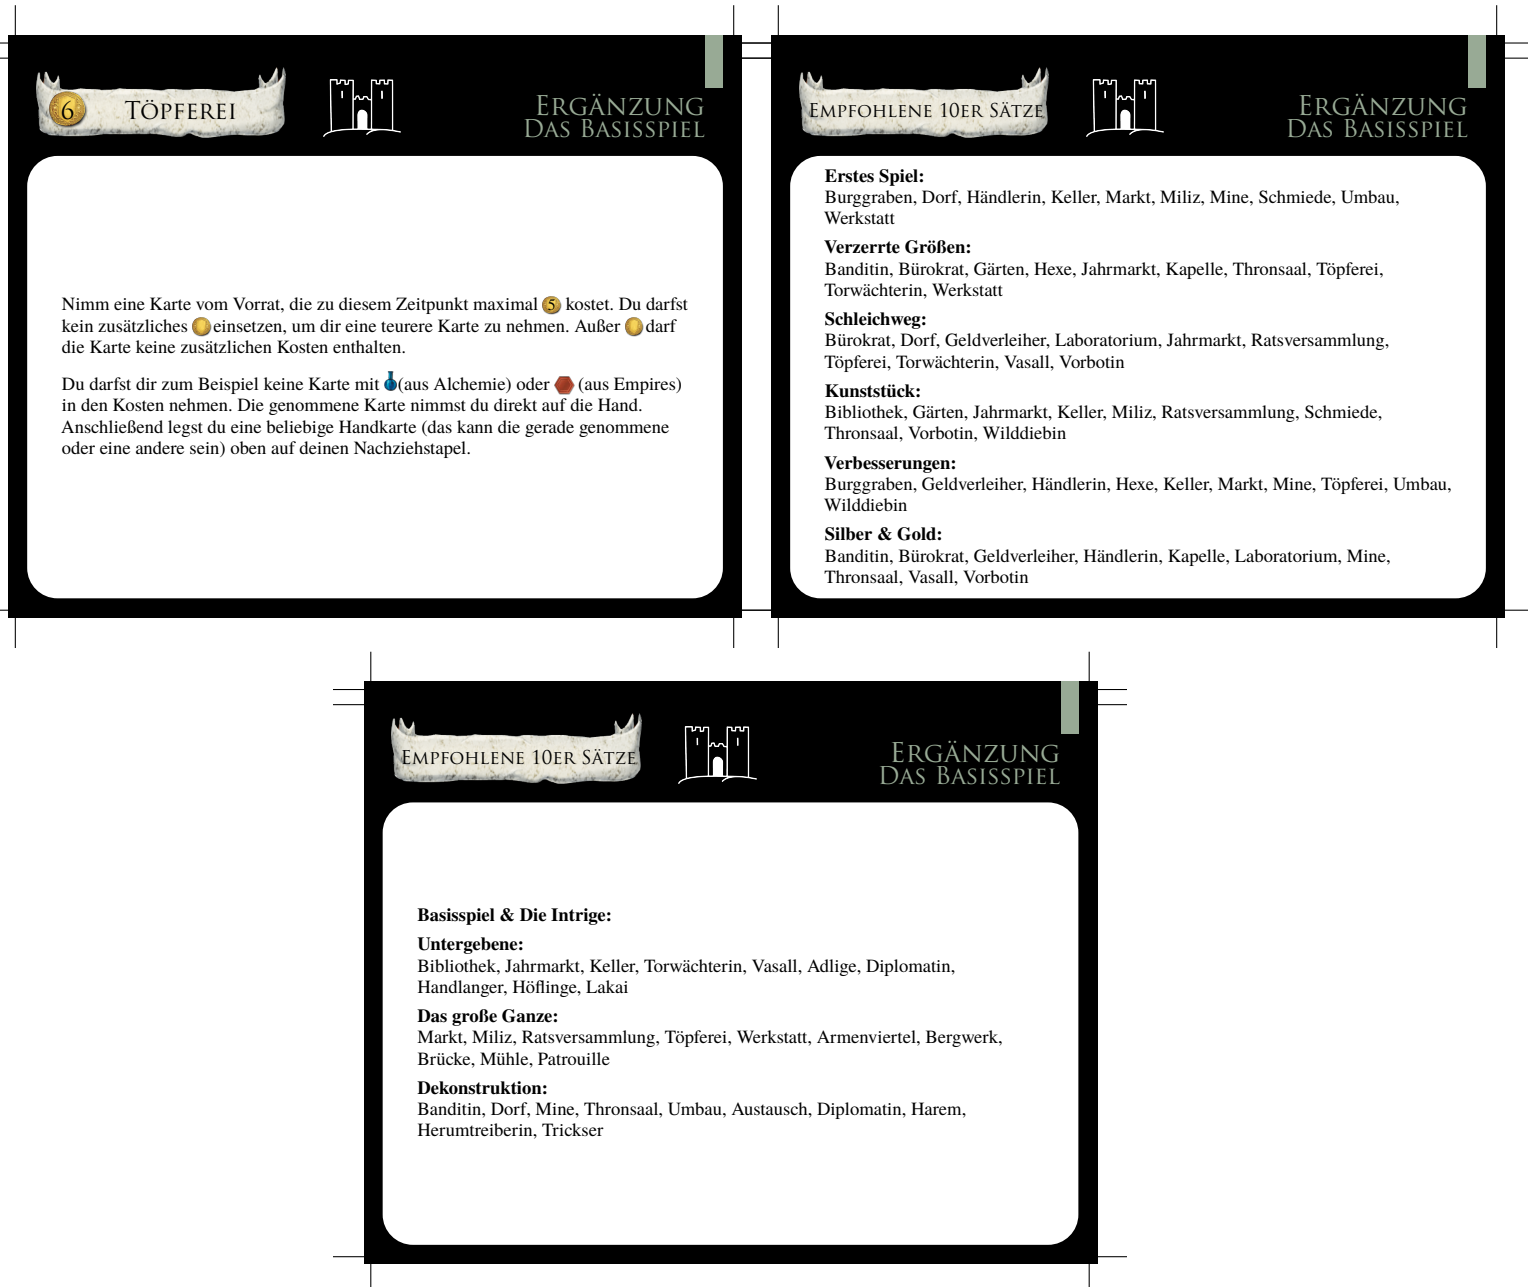 6 TÖPFEREI
ERGÄNZUNG
DAS BASISSPIEL
Nimm eine Karte vom Vorrat, die zu diesem Zeitpunkt maximal 5 kostet. Du darfst
kein zusätzliches einsetzen, um dir eine teurere Karte zu nehmen. Außer darf
die Karte keine zusätzlichen Kosten enthalten.
Du darfst dir zum Beispiel keine Karte mit (aus Alchemie) oder (aus Empires)
in den Kosten nehmen. Die genommene Karte nimmst du direkt auf die Hand.
Anschließend legst du eine beliebige Handkarte (das kann die gerade genommene
oder eine andere sein) oben auf deinen Nachziehstapel.
EMPFOHLENE 10ER SÄTZE
ERGÄNZUNG
DAS BASISSPIEL
Erstes Spiel:
Burggraben, Dorf, Händlerin, Keller, Markt, Miliz, Mine, Schmiede, Umbau,
Werkstatt
Verzerrte Größen:
Banditin, Bürokrat, Gärten, Hexe, Jahrmarkt, Kapelle, Thronsaal, Töpferei,
Torwächterin, Werkstatt
Schleichweg:
Bürokrat, Dorf, Geldverleiher, Laboratorium, Jahrmarkt, Ratsversammlung,
Töpferei, Torwächterin, Vasall, Vorbotin
Kunststück:
Bibliothek, Gärten, Jahrmarkt, Keller, Miliz, Ratsversammlung, Schmiede,
Thronsaal, Vorbotin, Wilddiebin
Verbesserungen:
Burggraben, Geldverleiher, Händlerin, Hexe, Keller, Markt, Mine, Töpferei, Umbau,
Wilddiebin
Silber & Gold:
Banditin, Bürokrat, Geldverleiher, Händlerin, Kapelle, Laboratorium, Mine,
Thronsaal, Vasall, Vorbotin
EMPFOHLENE 10ER SÄTZE
ERGÄNZUNG
DAS BASISSPIEL
Basisspiel & Die Intrige:
Untergebene:
Bibliothek, Jahrmarkt, Keller, Torwächterin, Vasall, Adlige, Diplomatin,
Handlanger, Höflinge, Lakai
Das große Ganze:
Markt, Miliz, Ratsversammlung, Töpferei, Werkstatt, Armenviertel, Bergwerk,
Brücke, Mühle, Patrouille
Dekonstruktion:
Banditin, Dorf, Mine, Thronsaal, Umbau, Austausch, Diplomatin, Harem,
Herumtreiberin, Trickser